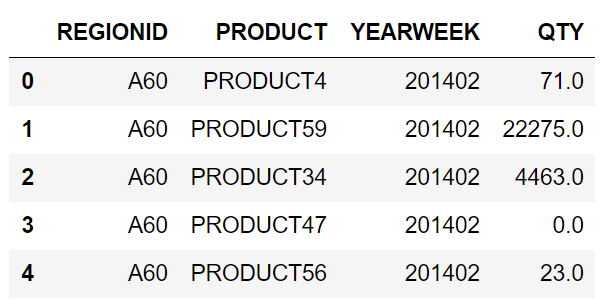 REGIONID PRODUCT YEARWEEK QTY
0 A60 PRODUCT4 201402 71.0
1 A60 PRODUCT59 201402 22275.0
2 A60 PRODUCT34 201402 4463.0
3 A60 PRODUCT47 201402 0.0
4 A60 PRODUCT56 201402 23.0